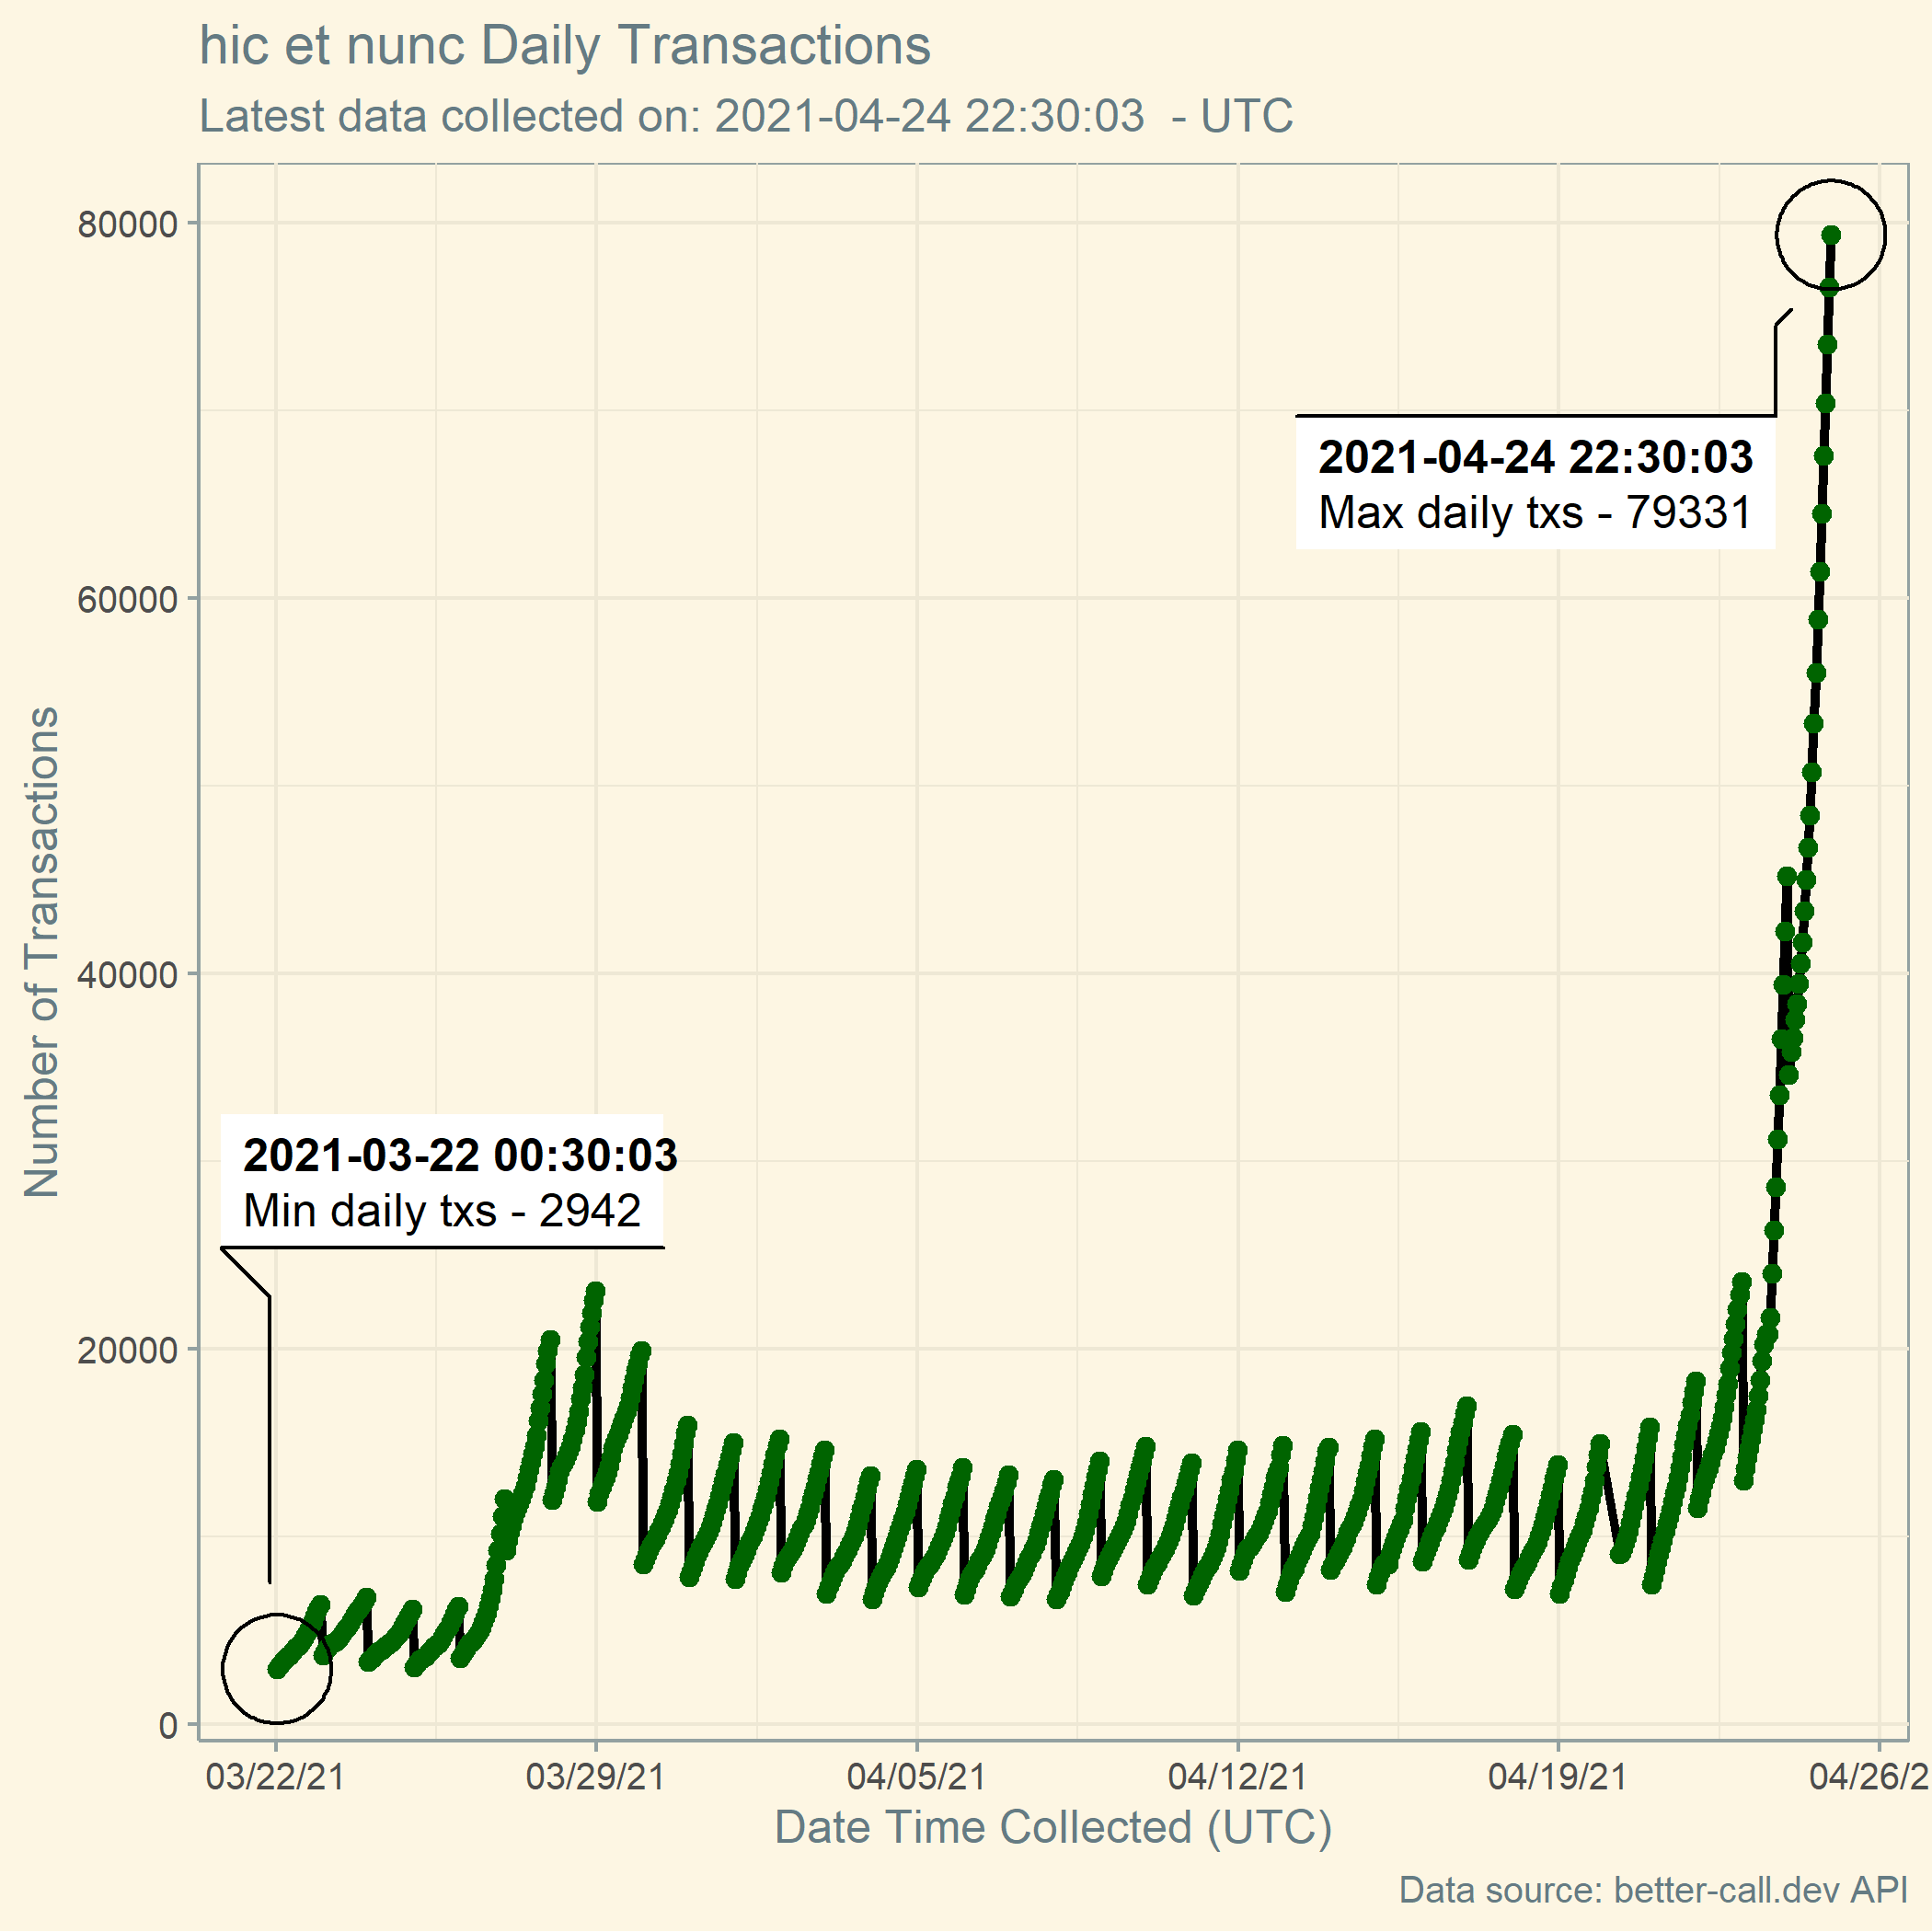 hic et nunc Daily Transactions
Latest data collected on: 2021-04-24 22:30:03  - UTC
Number of Transactions
80000
60000
40000
20000
0
2021-04-24 22:30:03
Max daily txs - 79331
2021-03-22 00:30:03
Min daily txs - 2942
03/22/21
03/29/21
04/05/21
04/12/21
04/19/21
04/26/2
Date Time Collected (UTC)
Data source: better-call.dev API